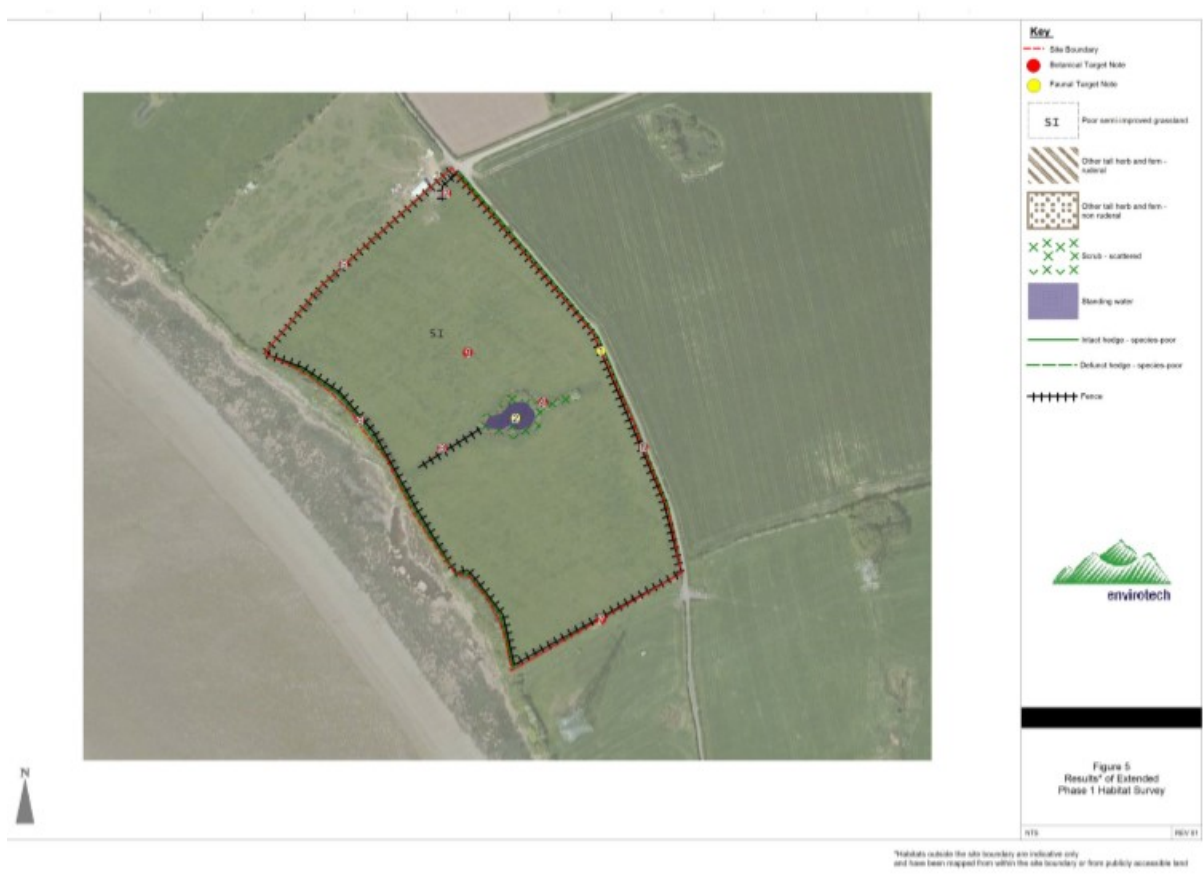 Key
Site Boundary
Botanical Target Note
Faunal Target Note
SI
Poor semi-improved grassland
Other tall herb and fern -
ruderal
Other tall herb and fern -
non ruderal
Scrub - scattered
Standing water
Intact hedge - species-poor
Defunct hedge - species-poor
Fence
SI
envirotech
Figure 5
Results* of Extended
Phase 1 Habitat Survey
NTS
REV 01
N
*Habitats outside the site boundary are indicative only
and have been mapped from within the site boundary or from publicly accessible land